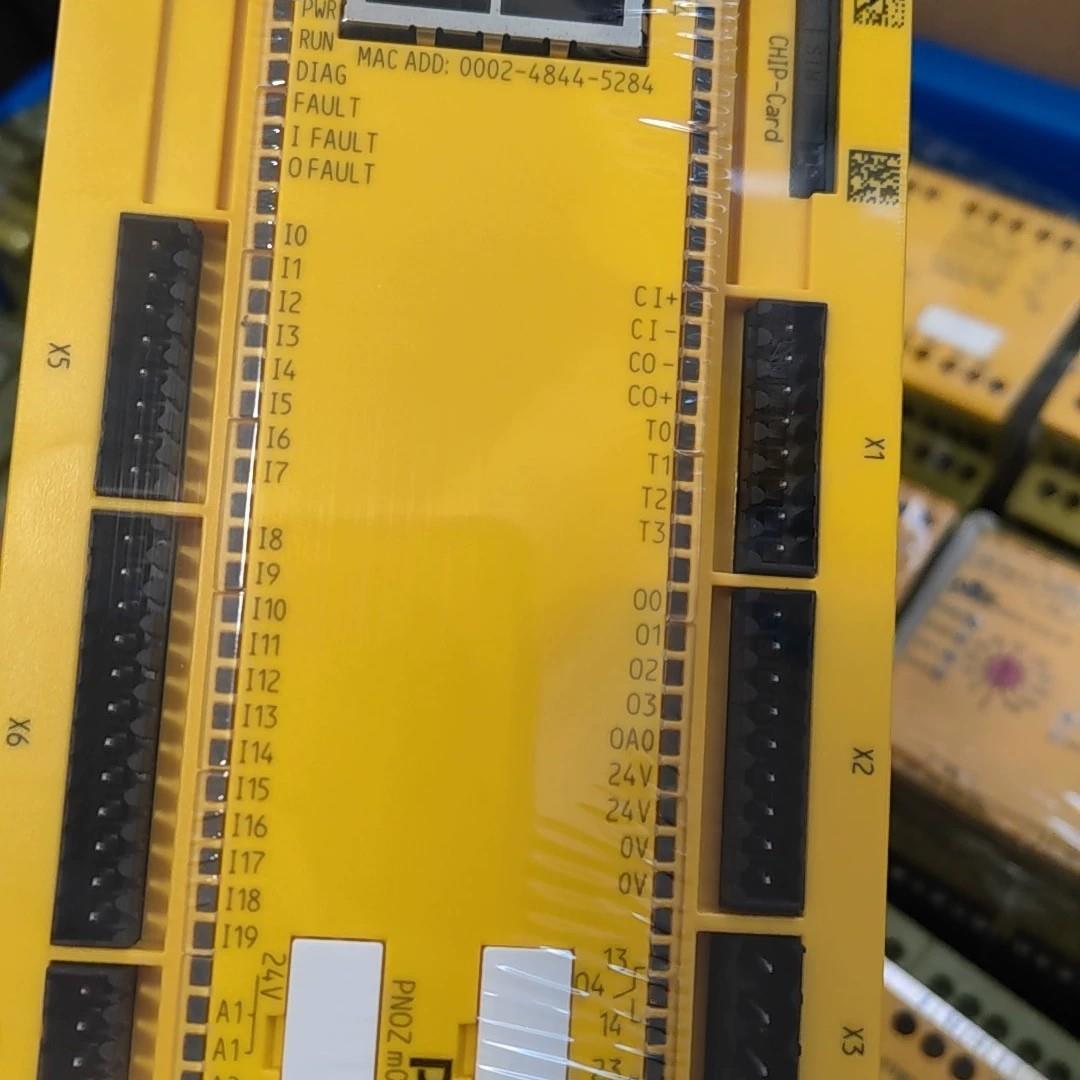 PWR
RUN
DIAG
FAULT
I FAULT
O FAULT
MAC ADD: 0002-4844-5284
CHIP-Card
I0
I1
I2
I3
I4
I5
I6
I7
I8
I9
I10
I11
I12
I13
I14
I15
I16
I17
I18
I19
X5
X6
CI+
CI-
CO-
CO+
T0
T1
T2
T3
O0
O1
O2
O3
OA0
24V
24V
0V
0V
X1
X2
X3
24V
A1
A1
PNOZ m0
13
O4
14
23